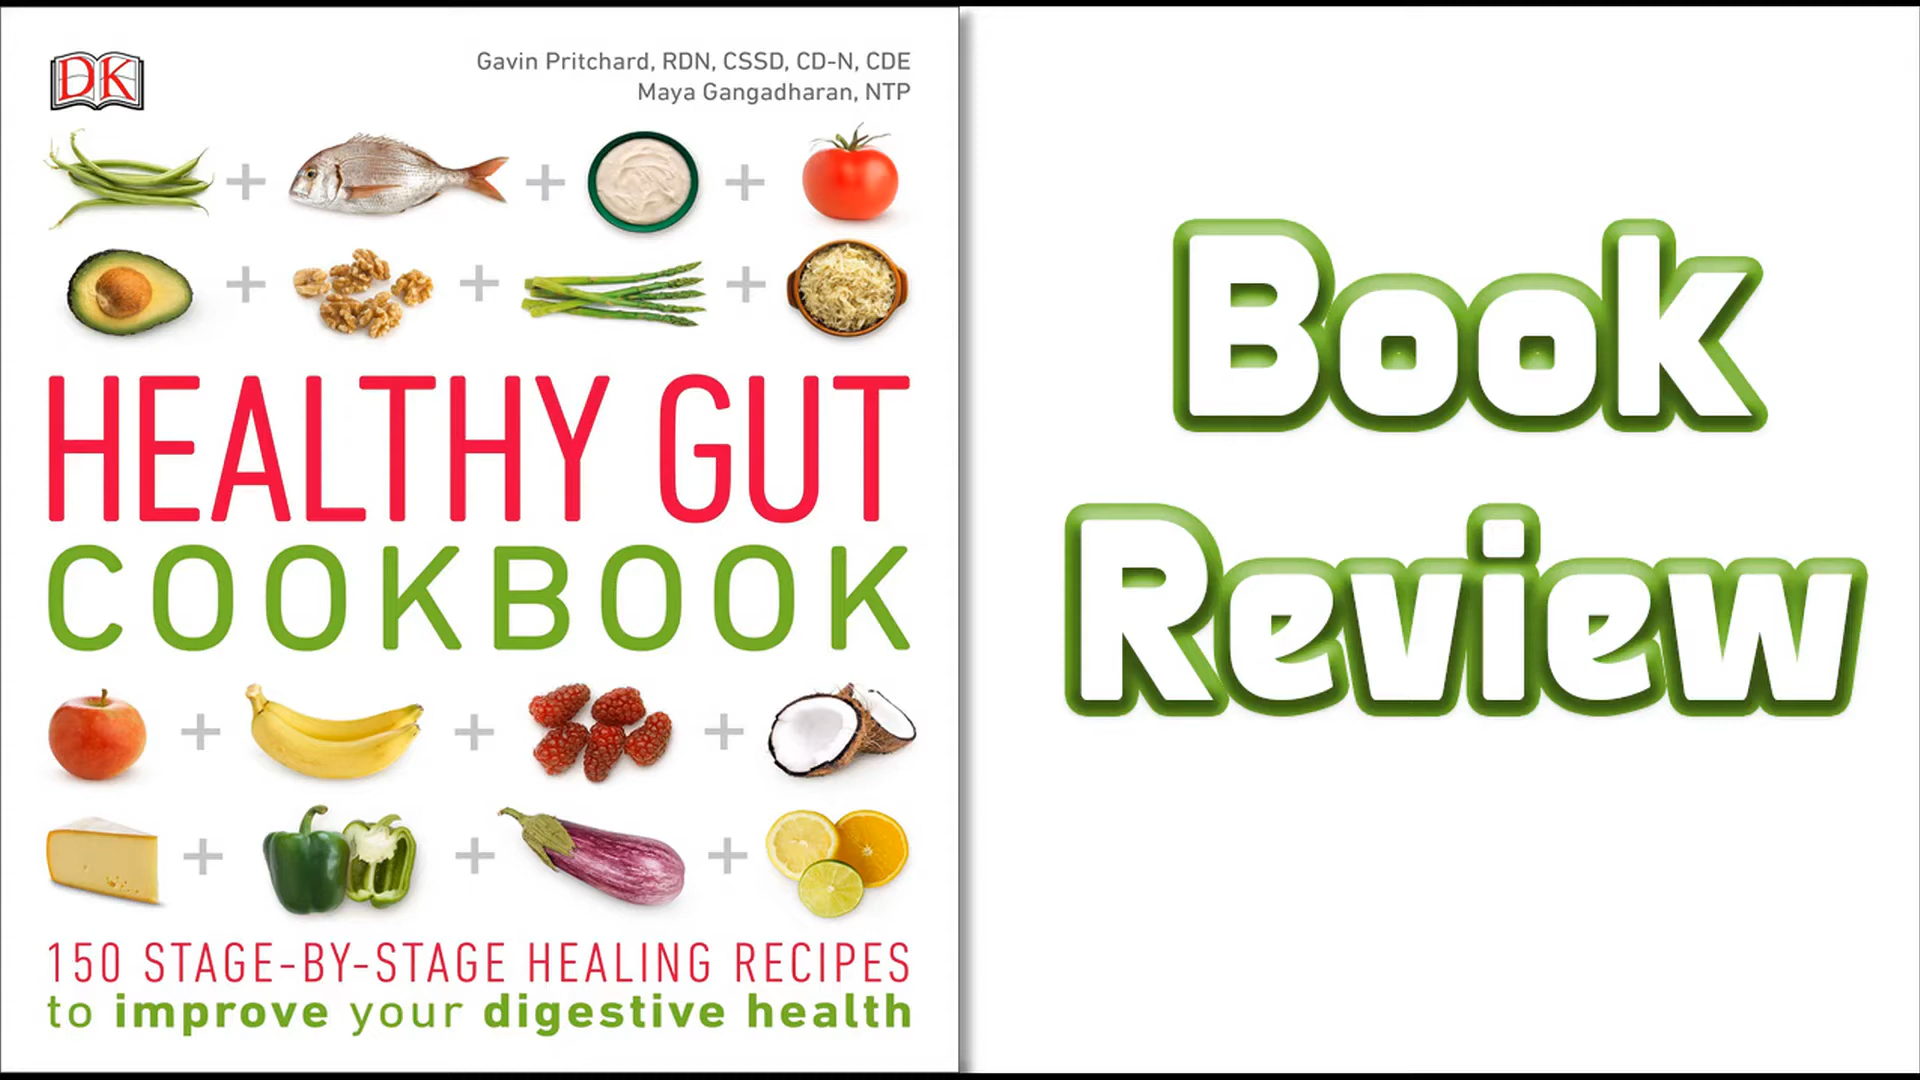 DK
Gavin Pritchard, RDN, CSSD, CD-N, CDE
Maya Gangadharan, NTP
HEALTHY GUT
COOKBOOK
150 STAGE-BY-STAGE HEALING RECIPES
to improve your digestive health
Book
Review